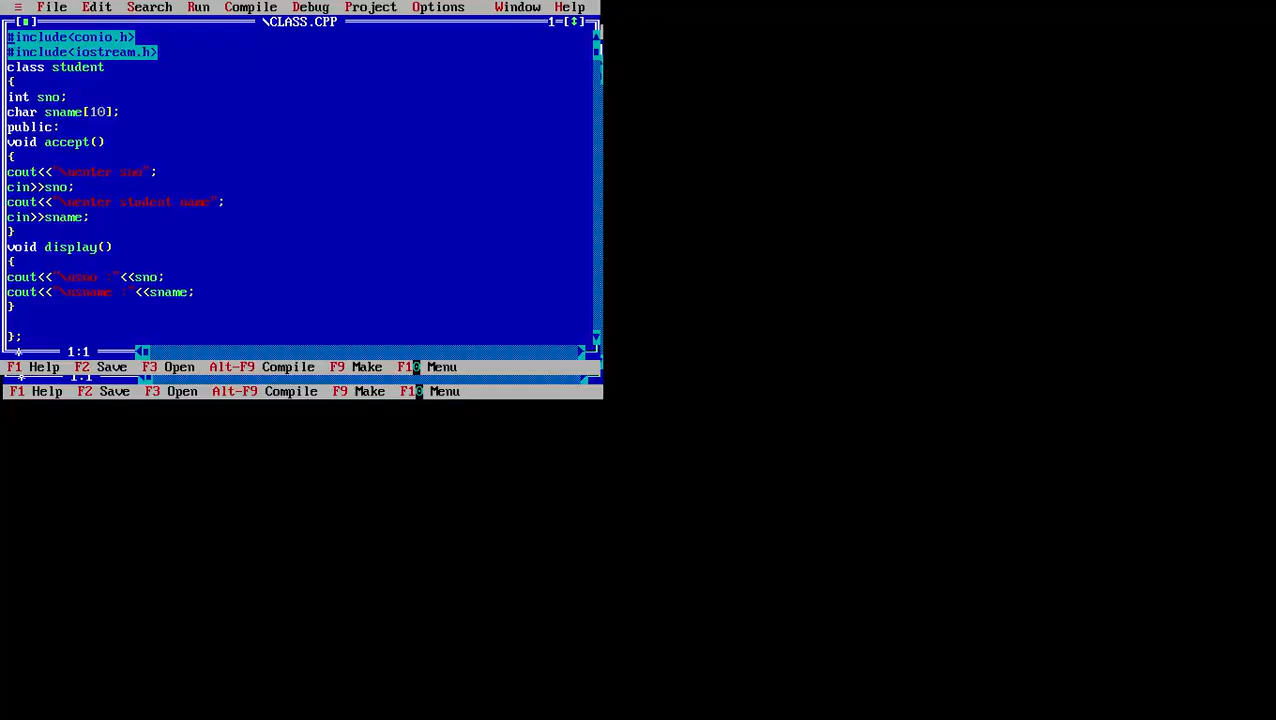 ≡ File Edit Search Run Compile Debug Project Options Window Help
\CLASS.CPP 1
#include<conio.h>
#include<iostream.h>
class student
{
int sno;
char sname[10];
public:
void accept()
{
cout<<"\nenter sno";
cin>>sno;
cout<<"\nenter student name";
cin>>sname;
}
void display()
{
cout<<"\nsno :"<<sno;
cout<<"\nsname :"<<sname;
}
};
* 1:1
F1 Help F2 Save F3 Open Alt-F9 Compile F9 Make F10 Menu
* 1:1
F1 Help F2 Save F3 Open Alt-F9 Compile F9 Make F10 Menu